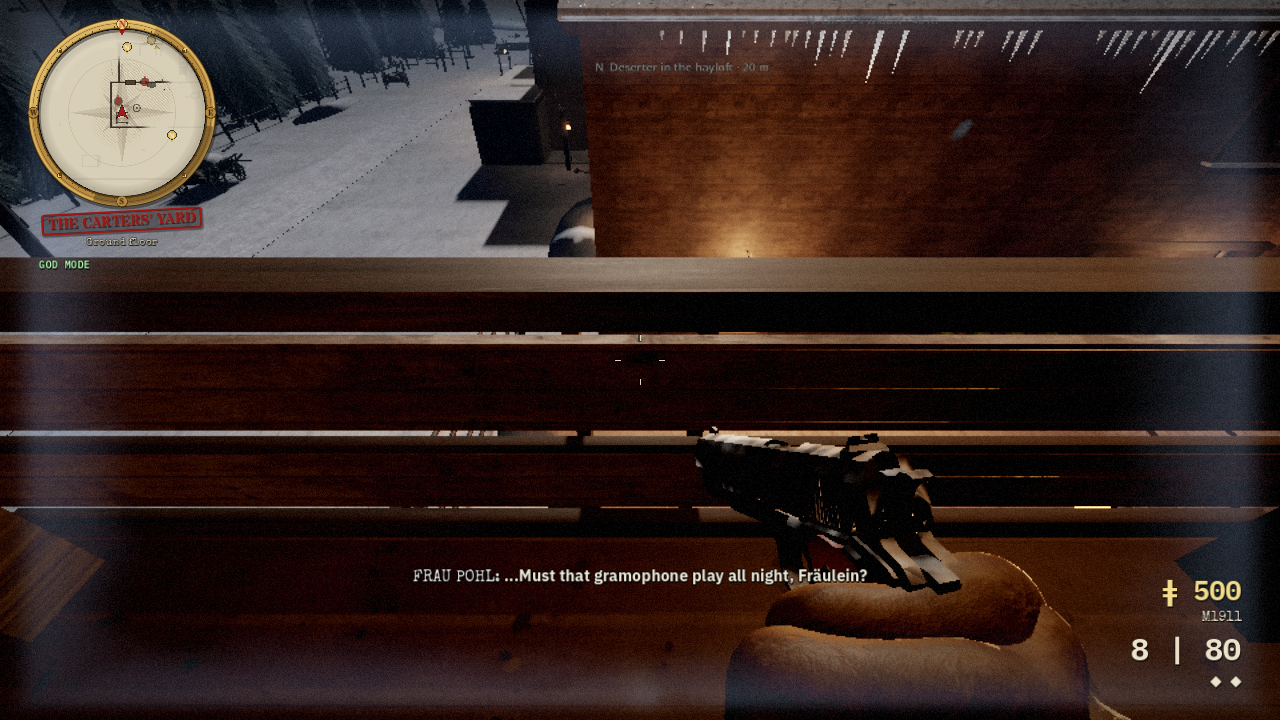 N
N Deserter in the hayloft · 20 m
W
E
S
THE CARTERS' YARD
Ground floor
GOD MODE
FRAU POHL: ...Must that gramophone play all night, Fräulein?
ǂ 500
M1911
8 | 80